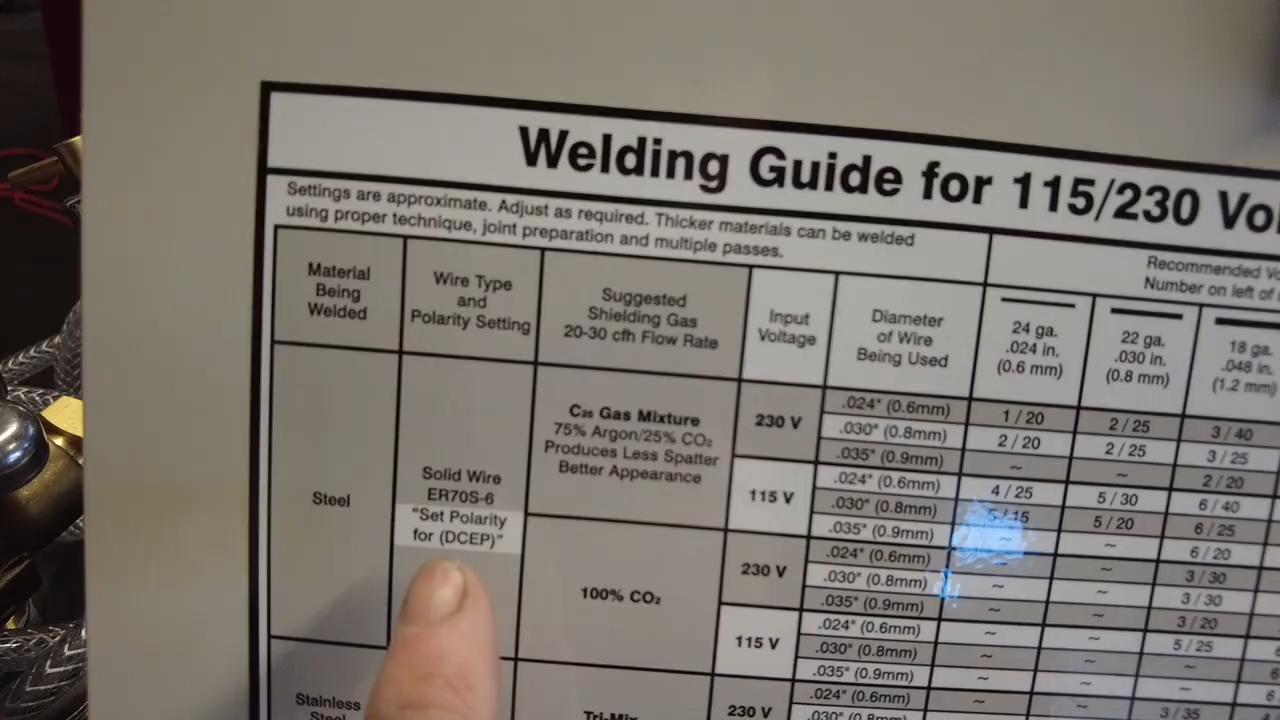 Welding Guide for 115/230 Vo
Settings are approximate. Adjust as required. Thicker materials can be welded
using proper technique, joint preparation and multiple passes.
Recommended Vo
Number on left of
Material
Being
Welded
Wire Type
and
Polarity Setting
Suggested
Shielding Gas
20-30 cfh Flow Rate
Input
Voltage
Diameter
of Wire
Being Used
24 ga.
.024 in.
(0.6 mm)
22 ga.
.030 in.
(0.8 mm)
18 ga.
.048 in.
(1.2 mm)
Steel
Solid Wire
ER70S-6
"Set Polarity
for (DCEP)"
C25 Gas Mixture
75% Argon/25% CO2
Produces Less Spatter
Better Appearance
230 V
.024" (0.6mm) 1 / 20 2 / 25 3 / 40
.030" (0.8mm) 2 / 20 2 / 25 3 / 25
.035" (0.9mm) ~ ~ 2 / 20
115 V
.024" (0.6mm) 4 / 25 5 / 30 6 / 40
.030" (0.8mm) 5 / 15 5 / 20 6 / 25
.035" (0.9mm) ~ ~ 6 / 20
100% CO2
230 V
.024" (0.6mm) ~ ~ 3 / 30
.030" (0.8mm) ~ ~ 3 / 30
.035" (0.9mm) ~ ~ 3 / 20
115 V
.024" (0.6mm) ~ ~ 5 / 25
.030" (0.8mm) ~ ~ ~
.035" (0.9mm) ~ ~ ~
Stainless
Steel
Tri-Mix
230 V
.024" (0.6mm) ~ ~ 3 / 35
.030" (0.8mm)